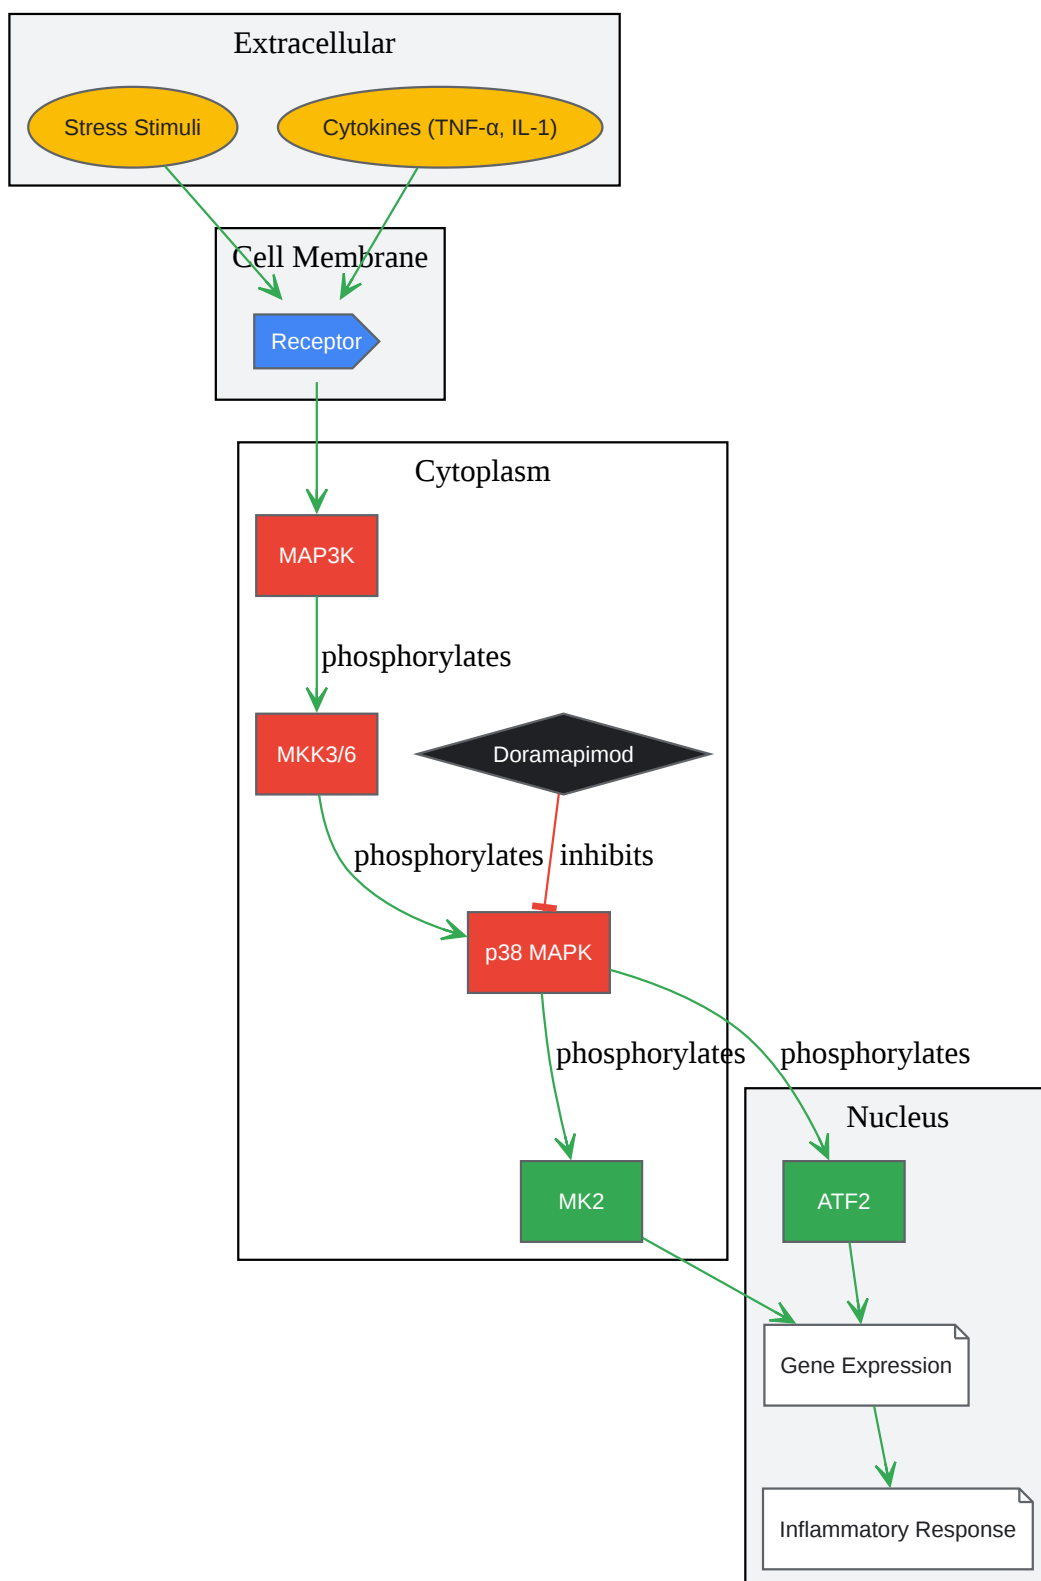 Extracellular
Stress Stimuli
Cytokines (TNF-α, IL-1)
Cell Membrane
Receptor
Cytoplasm
MAP3K
phosphorylates
MKK3/6
Doramapimod
phosphorylates
inhibits
p38 MAPK
phosphorylates
phosphorylates
Nucleus
MK2
ATF2
Gene Expression
Inflammatory Response